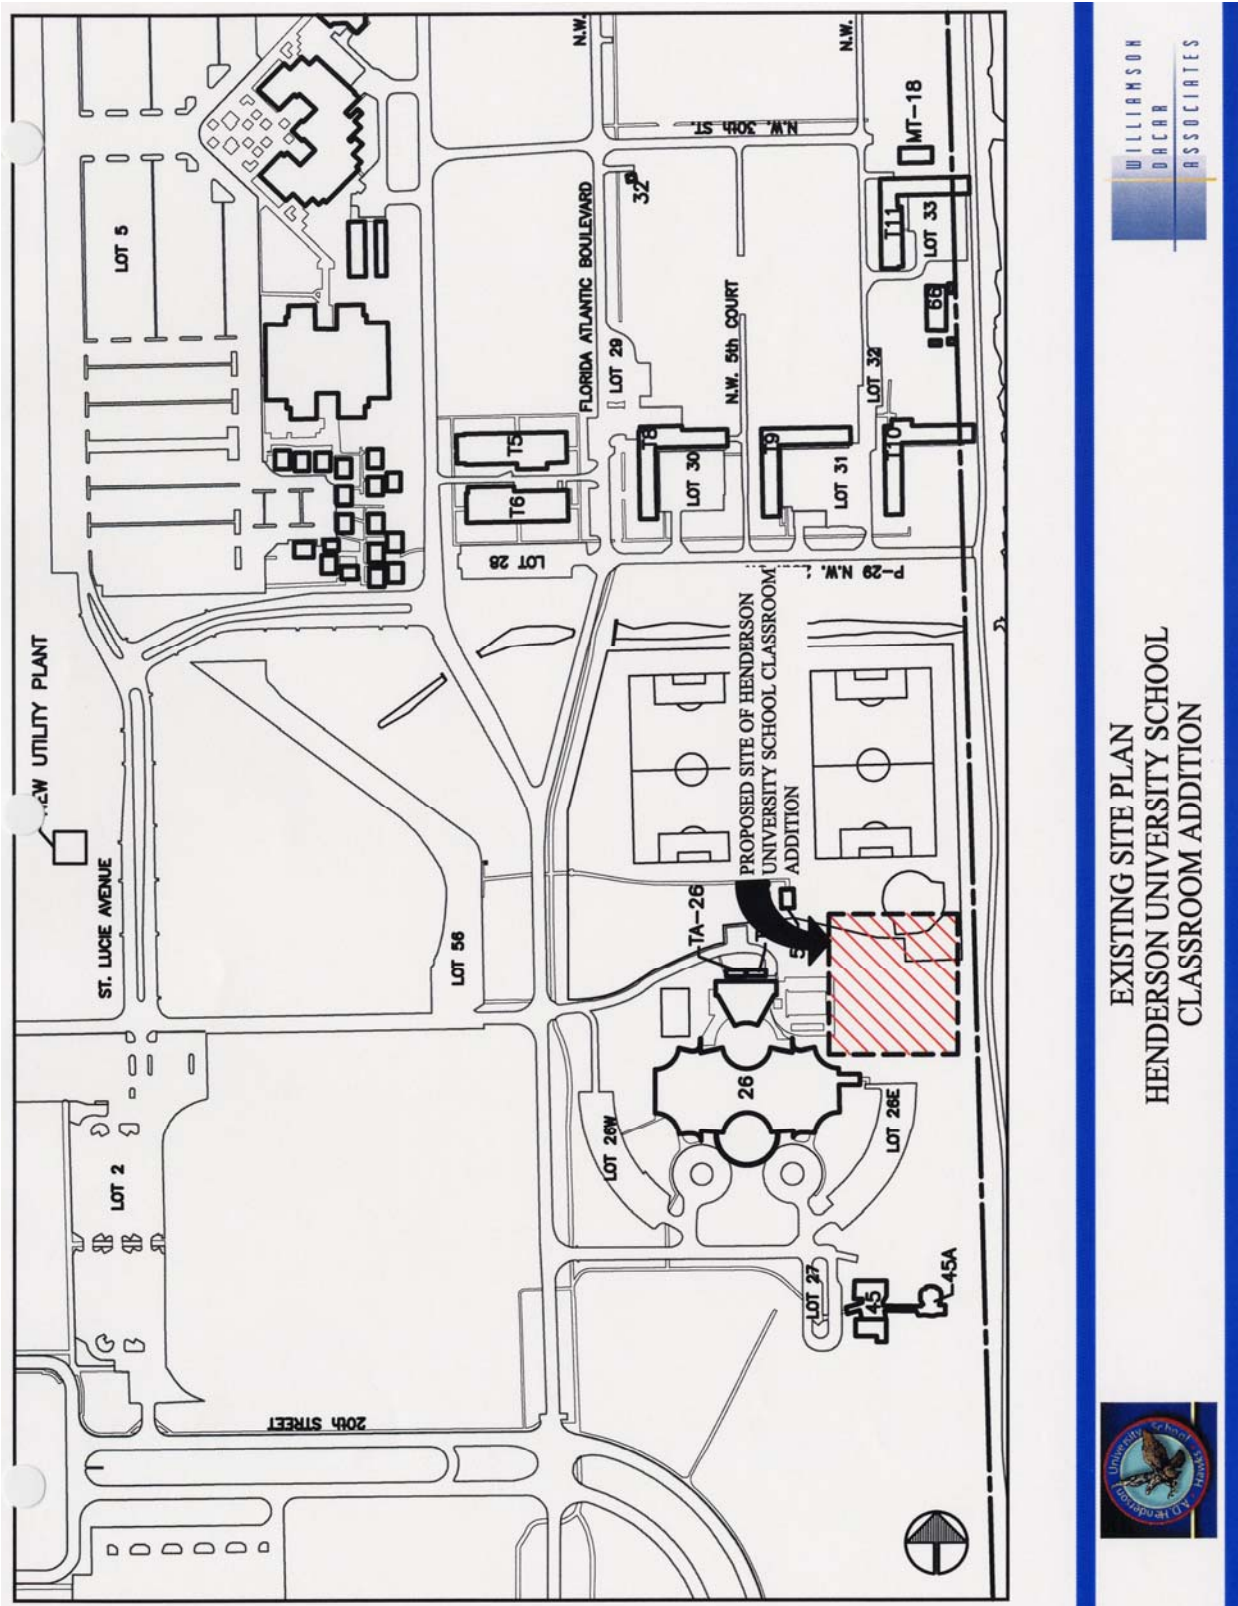 NEW UTILITY PLANT
ST. LUCIE AVENUE
LOT 5
LOT 2
LOT 56
20th STREET
FLORIDA ATLANTIC BOULEVARD
N.W.
N.W.
N.W. 30th ST.
N.W. 5th COURT
MT-18
32
T11
LOT 33
66
LOT 29
LOT 32
T5
T6
T8
T9
T10
LOT 30
LOT 31
LOT 28
P-29 N.W.
PROPOSED SITE OF HENDERSON
UNIVERSITY SCHOOL CLASSROOM
ADDITION
TA-26
26
LOT 26W
LOT 26E
LOT 27
45
45A
EXISTING SITE PLAN
HENDERSON UNIVERSITY SCHOOL
CLASSROOM ADDITION
WILLIAMSON
DACAR
ASSOCIATES
A.D. Henderson University School - Hawks